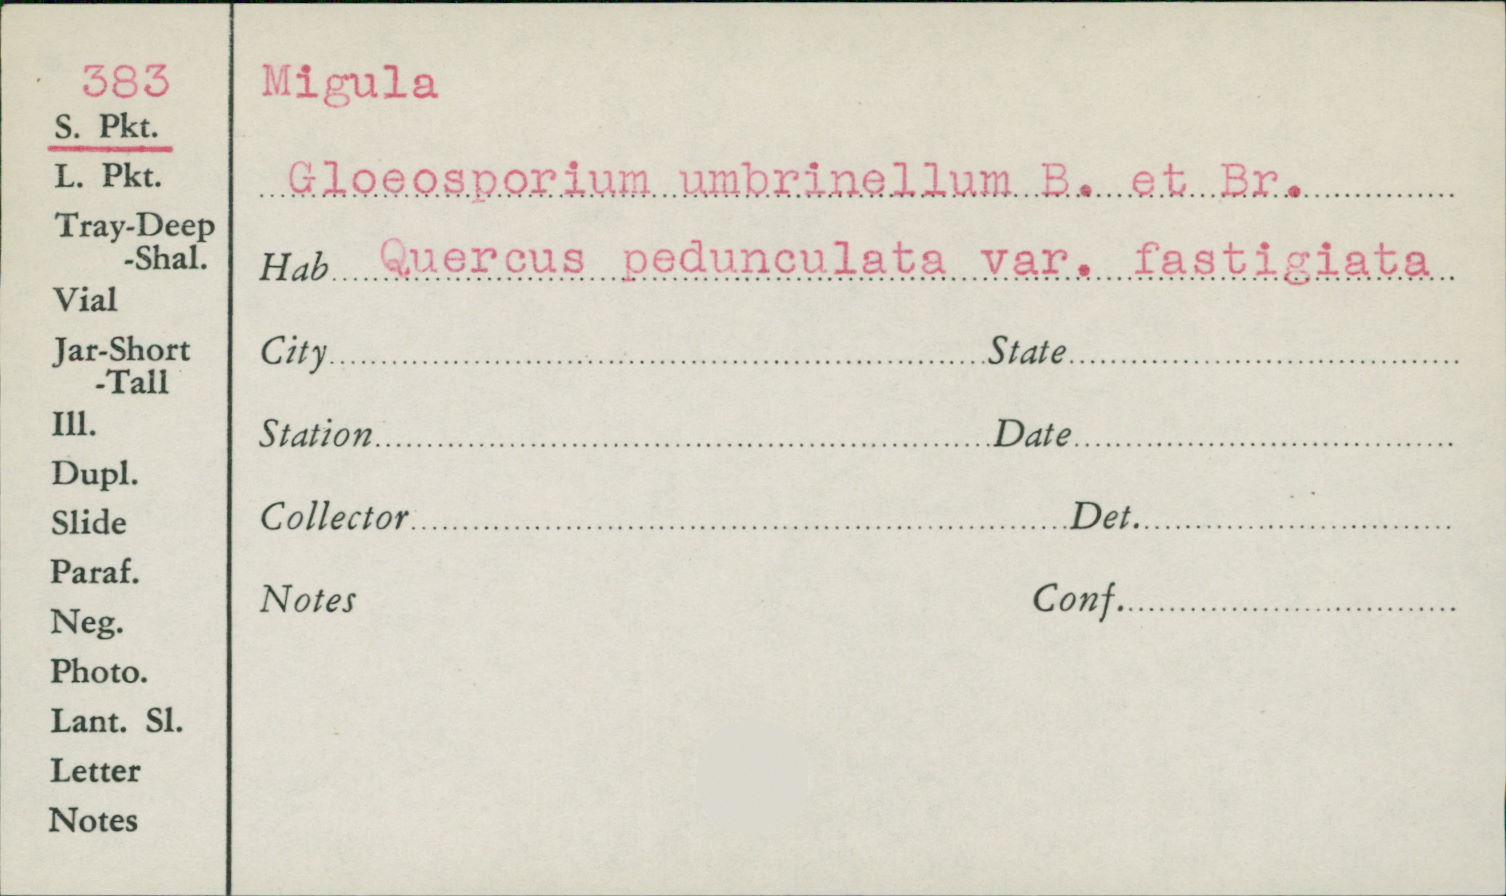 383
S. Pkt.
L. Pkt.
Tray-Deep
-Shal.
Vial
Jar-Short
-Tall
Ill.
Dupl.
Slide
Paraf.
Neg.
Photo.
Lant. Sl.
Letter
Notes
Migula
Gloeosporium umbrinellum B. et Br.
Hab Quercus pedunculata var. fastigiata
City State
Station Date
Collector Det.
Notes Conf.